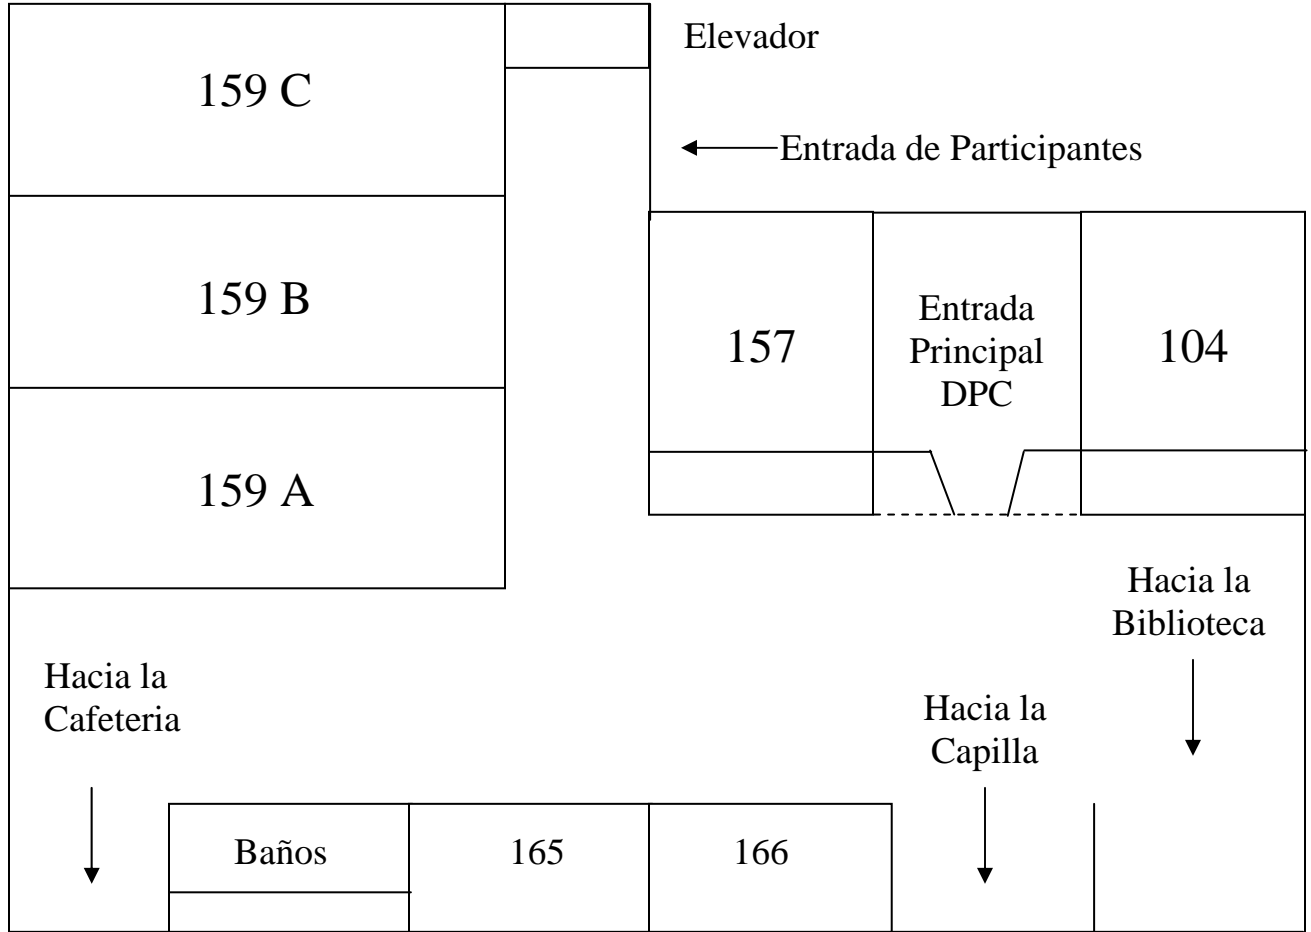 Elevador
159 C
Entrada de Participantes
159 B
157
Entrada
Principal
DPC
104
159 A
Hacia la
Biblioteca
Hacia la
Cafeteria
Hacia la
Capilla
Baños
165
166